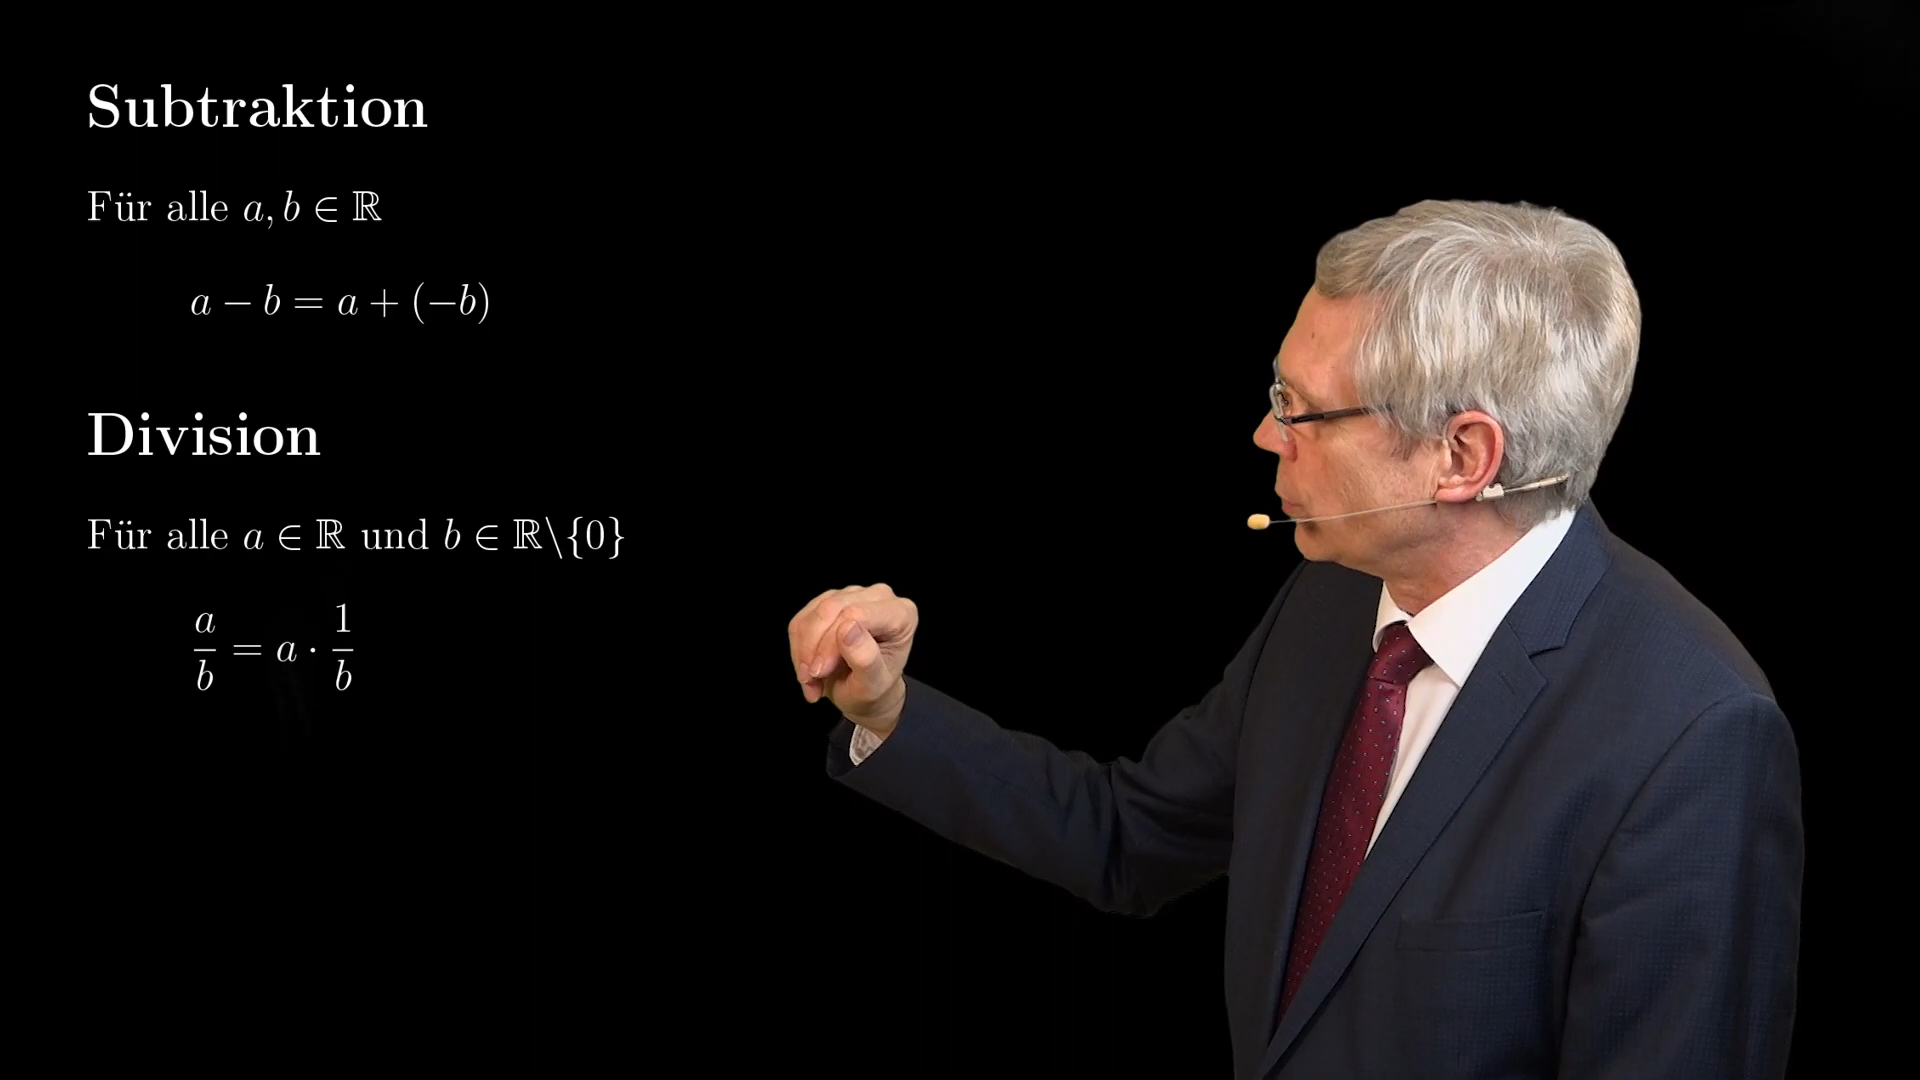 Subtraktion
Für alle a, b ∈ ℝ
a − b = a + (−b)
Division
Für alle a ∈ ℝ und b ∈ ℝ\{0}
a/b = a · 1/b